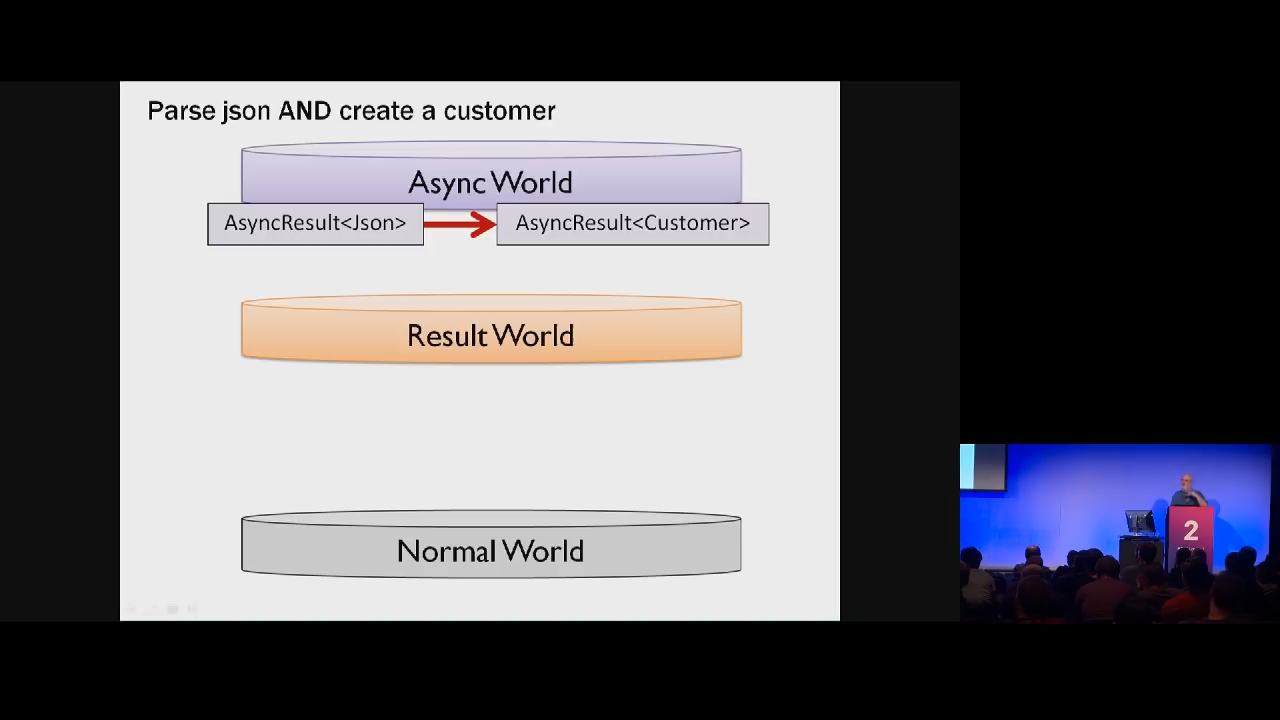 Parse json AND create a customer
Async World
AsyncResult<Json>
AsyncResult<Customer>
Result World
Normal World
2